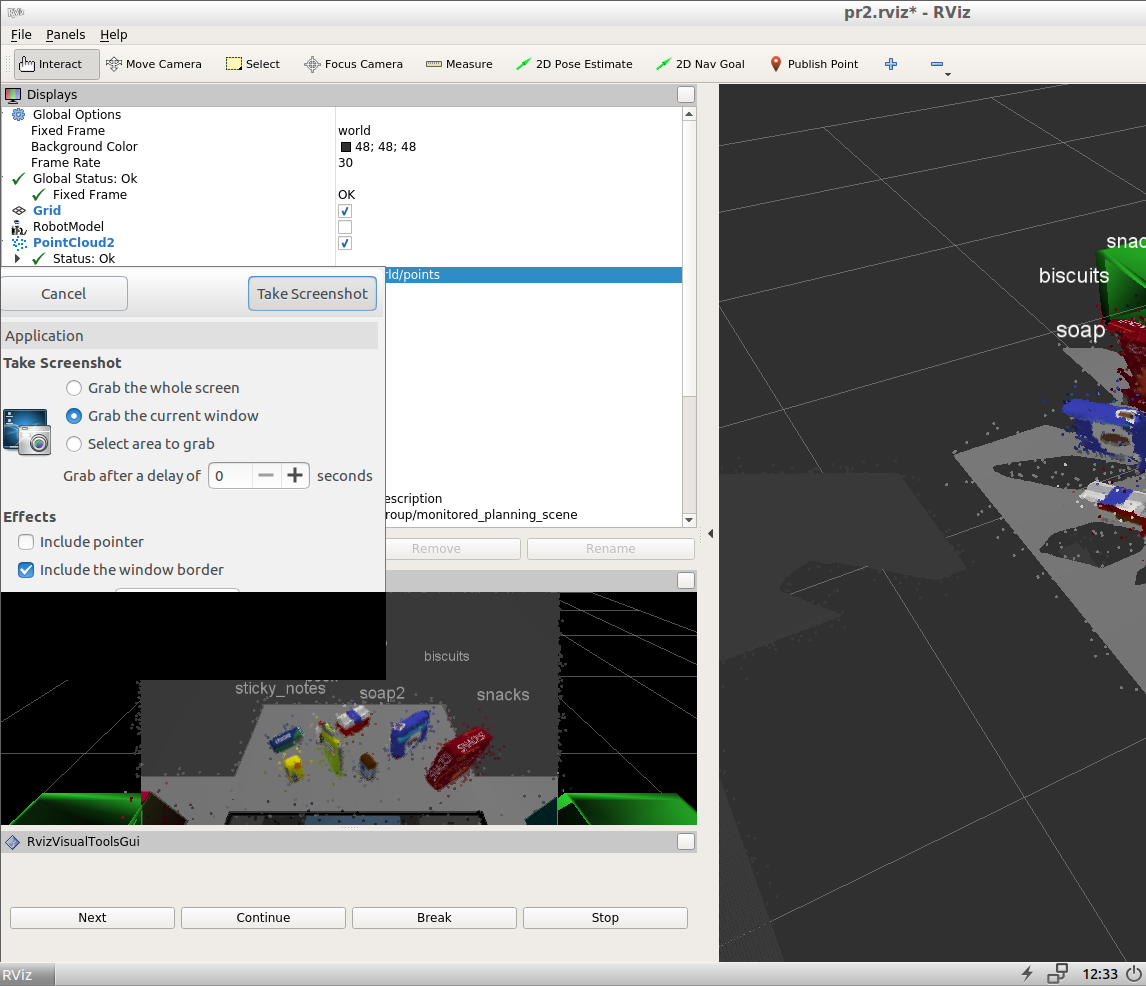 RViz
pr2.rviz* - RViz
File Panels Help
Interact Move Camera Select Focus Camera Measure 2D Pose Estimate 2D Nav Goal Publish Point
Displays
Global Options
Fixed Frame world
Background Color 48; 48; 48
Frame Rate 30
Global Status: Ok
Fixed Frame OK
Grid
RobotModel
PointCloud2
Status: Ok
ld/points
Cancel Take Screenshot
Application
Take Screenshot
Grab the whole screen
Grab the current window
Select area to grab
Grab after a delay of 0 seconds
Effects
Include pointer
Include the window border
escription
roup/monitored_planning_scene
Remove Rename
biscuits
sticky_notes soap2 snacks
SNACKS
RvizVisualToolsGui
Next Continue Break Stop
snac
biscuits
soap
RViz 12:33